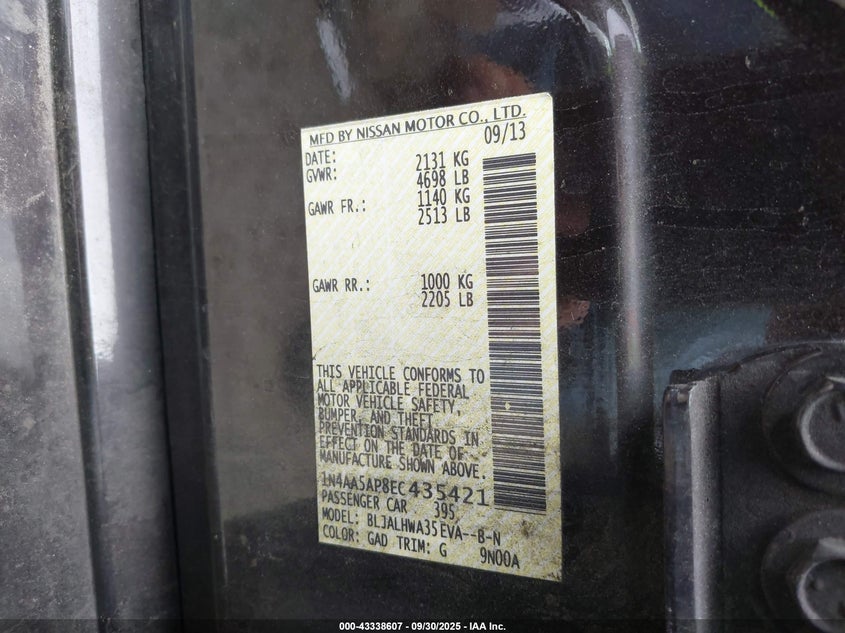 MFD BY NISSAN MOTOR CO., LTD.
DATE: 09/13
GVWR: 2131 KG
4698 LB
GAWR FR.: 1140 KG
2513 LB
GAWR RR.: 1000 KG
2205 LB
THIS VEHICLE CONFORMS TO
ALL APPLICABLE FEDERAL
MOTOR VEHICLE SAFETY,
BUMPER, AND THEFT
PREVENTION STANDARDS IN
EFFECT ON THE DATE OF
MANUFACTURE SHOWN ABOVE.
1N4AA5AP8EC435421
PASSENGER CAR 395
MODEL: BLJALHWA35EVA--B-N
COLOR: GAD TRIM: G 9N00A
000-43338607 - 09/30/2025 - IAA Inc.